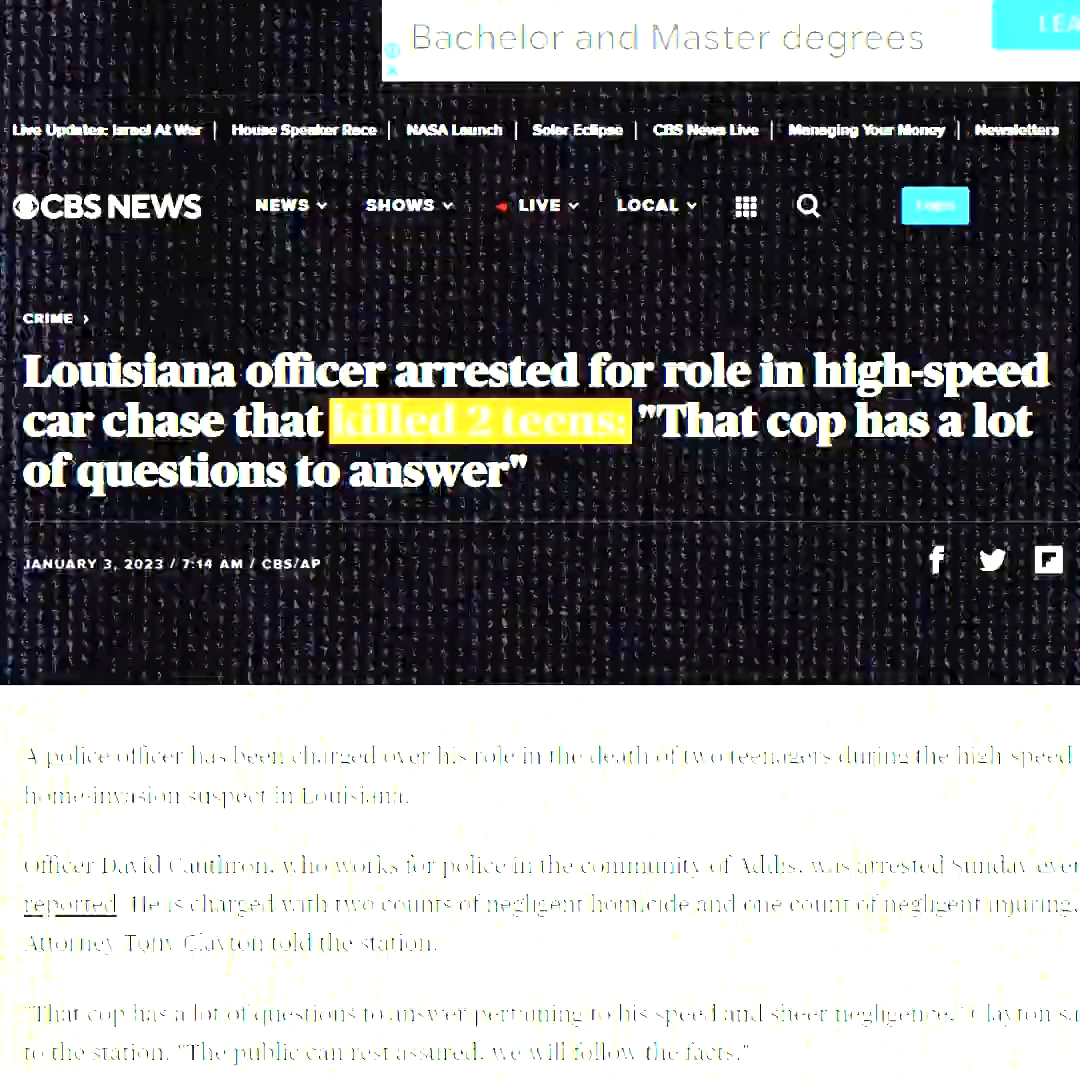 Bachelor and Master degrees
LEA
Live Updates: Israel At War | House Speaker Race | NASA Launch | Solar Eclipse | CBS News Live | Managing Your Money | Newsletters
CBS NEWS NEWS SHOWS LIVE LOCAL Login
CRIME ›
Louisiana officer arrested for role in high-speed
car chase that killed 2 teens: "That cop has a lot
of questions to answer"
JANUARY 3, 2023 / 7:14 AM / CBS/AP
A police officer has been charged over his role in the death of two teenagers during the high-speed
home-invasion suspect in Louisiana.
Officer David Cauthron, who works for police in the community of Addis, was arrested Sunday ever
reported. He is charged with two counts of negligent homicide and one count of negligent injuring,
Attorney Tony Clayton told the station.
"That cop has a lot of questions to answer pertaining to his speed and sheer negligence," Clayton sa
to the station. "The public can rest assured, we will follow the facts."